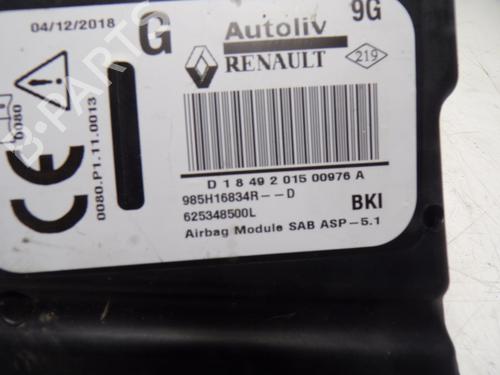 04/12/2018
G
Autoliv
9G
RENAULT
219
0080
0080.P1.11.0013
CE
D 1 8 49 2 015 00976 A
985H16834R--D
625348500L
BKI
Airbag Module SAB ASP-5.1
B-PARTS